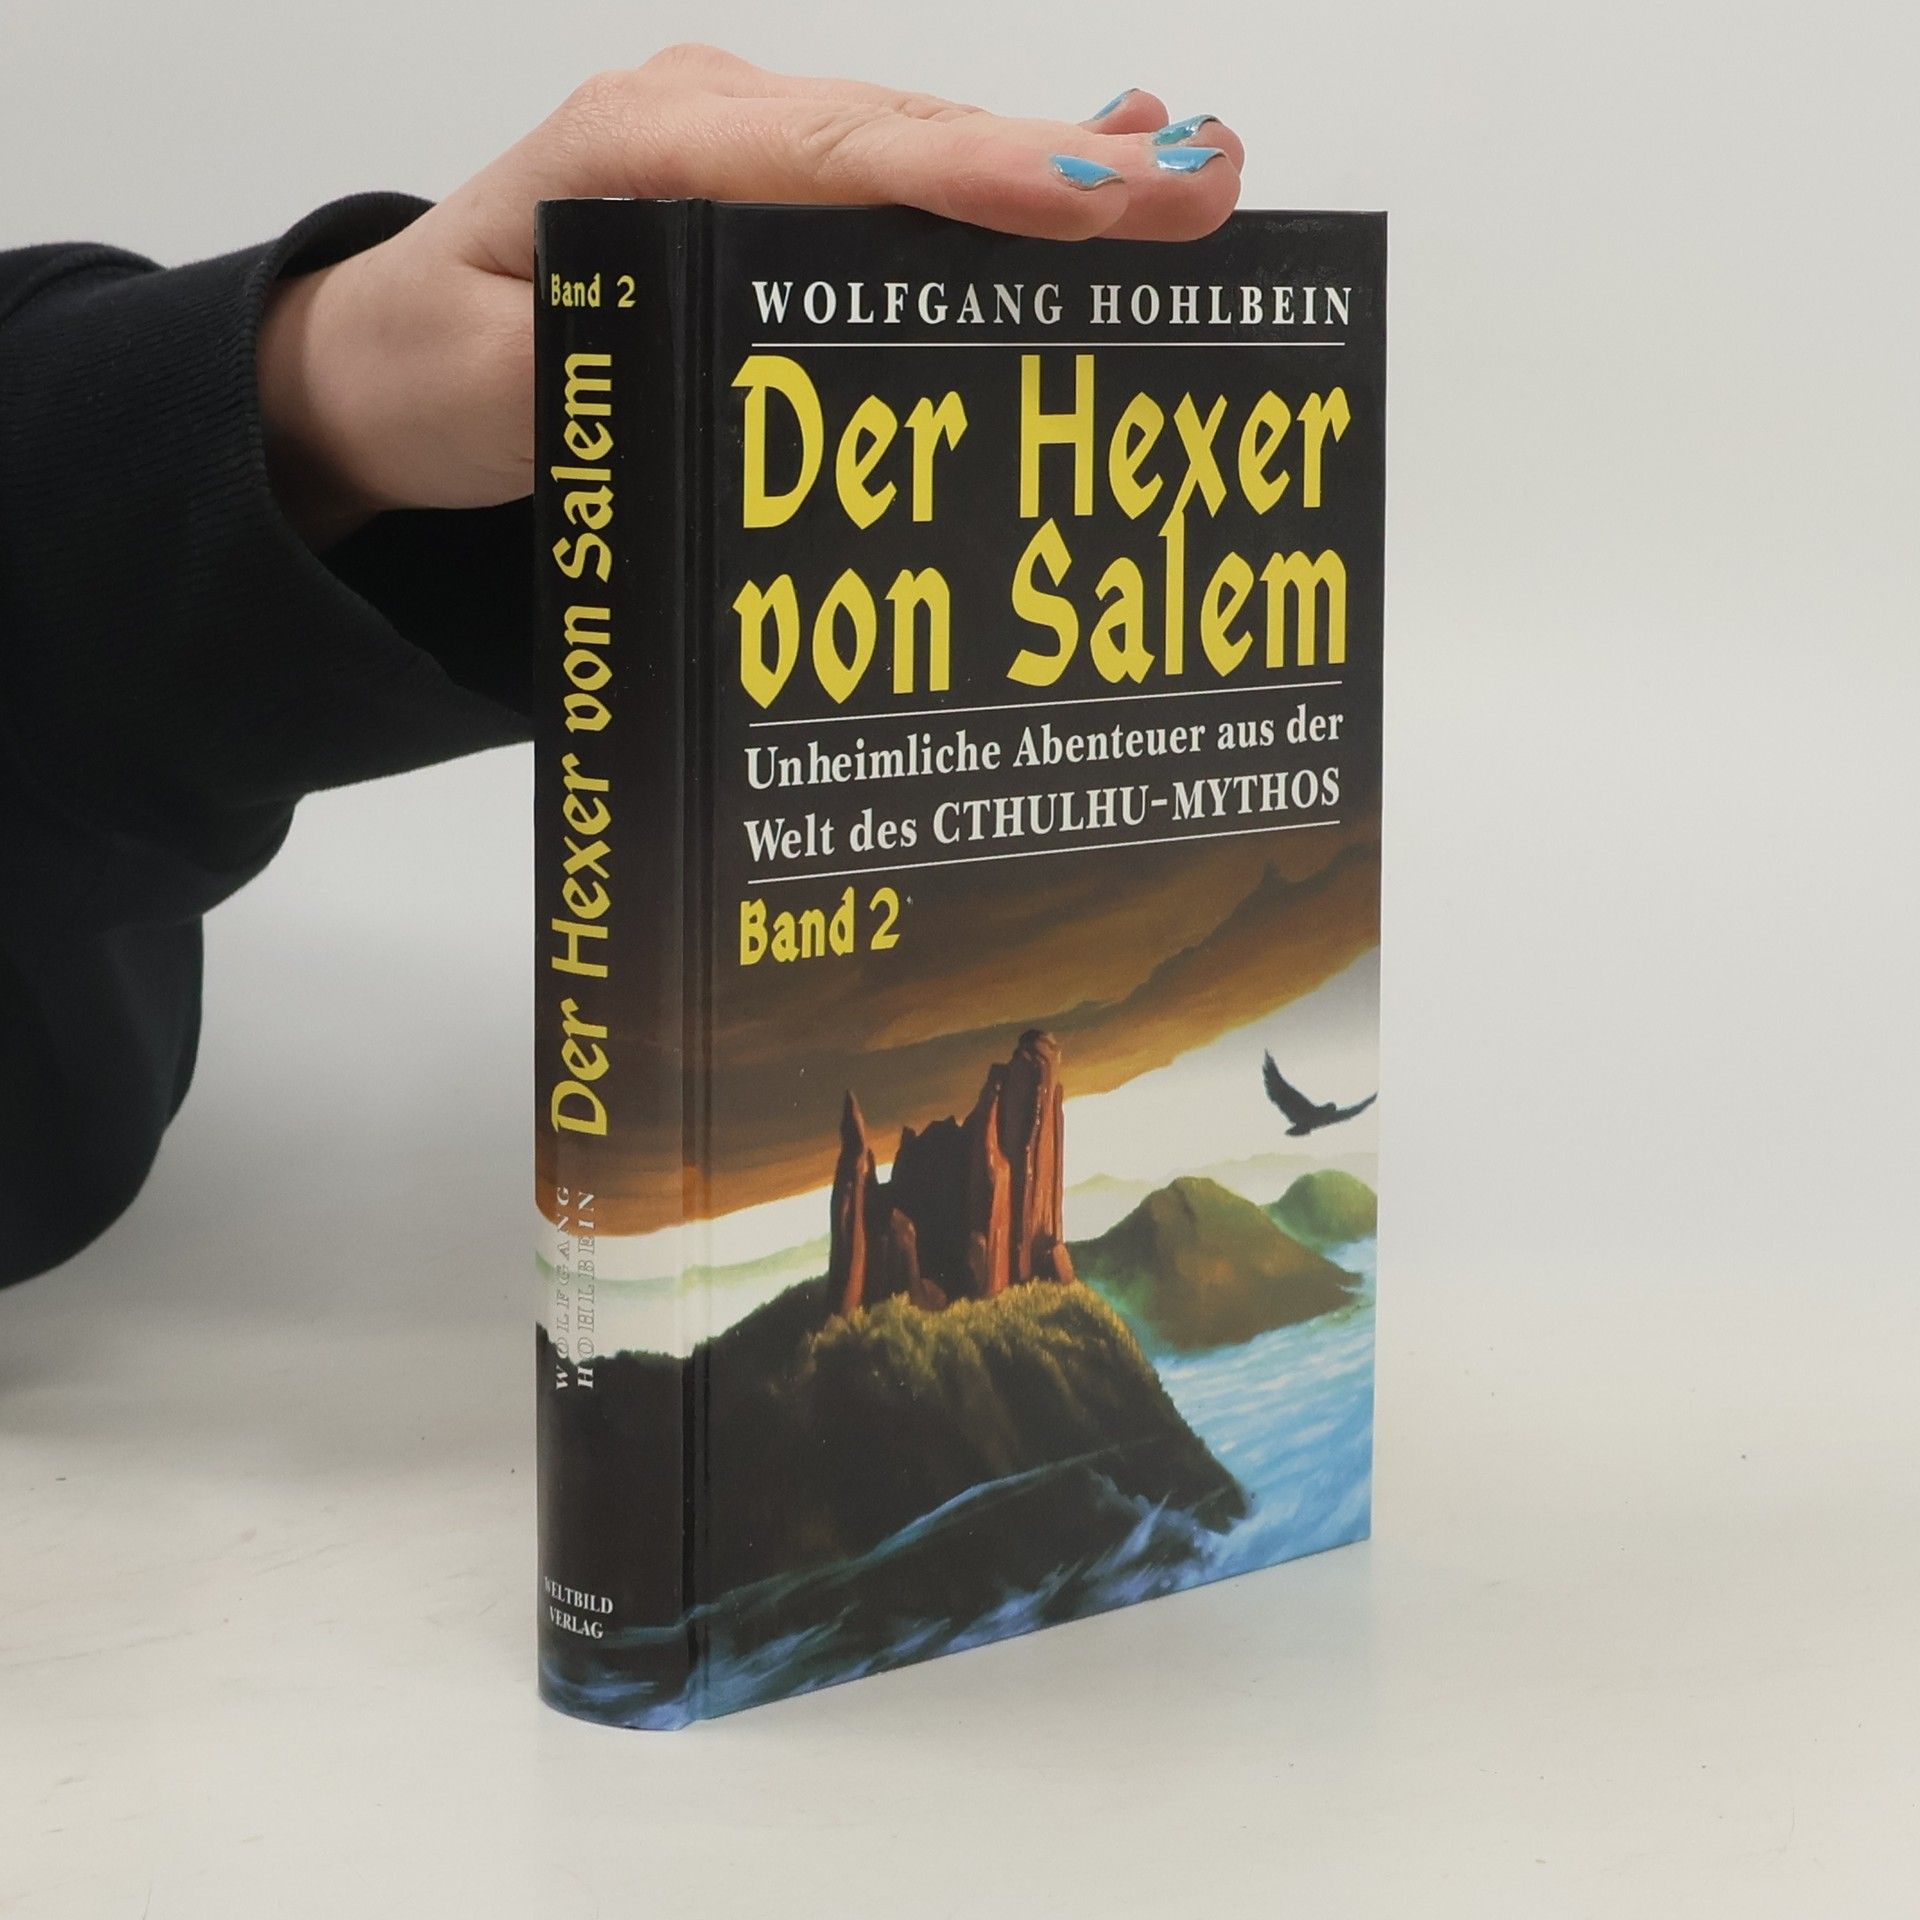 Band 2
Der Hexer von Salem
WOLFGANG
HOHLBEIN
WELTBILD
VERLAG
WOLFGANG HOHLBEIN
Der Hexer
von Salem
Unheimliche Abenteuer aus der
Welt des CTHULHU-MYTHOS
Band 2